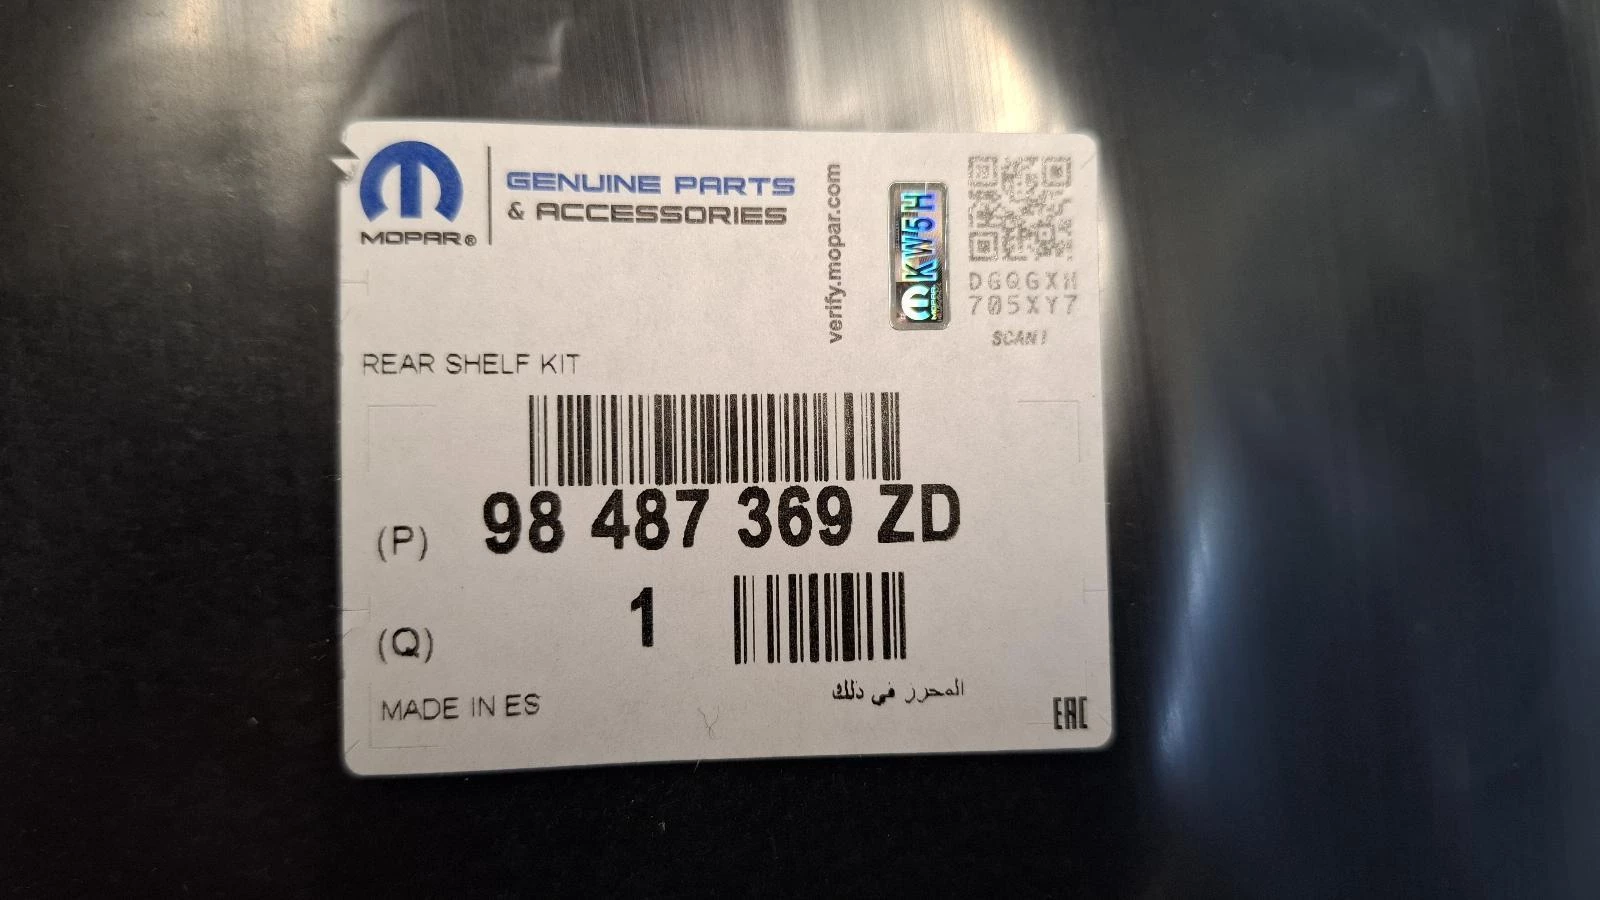 MOPAR®
GENUINE PARTS
& ACCESSORIES
verify.mopar.com
MOPAR KW5H
DGQGXH
705XY7
SCAN!
REAR SHELF KIT
(P) 98 487 369 ZD
(Q) 1
MADE IN ES
المحرز في ذلك
EAC